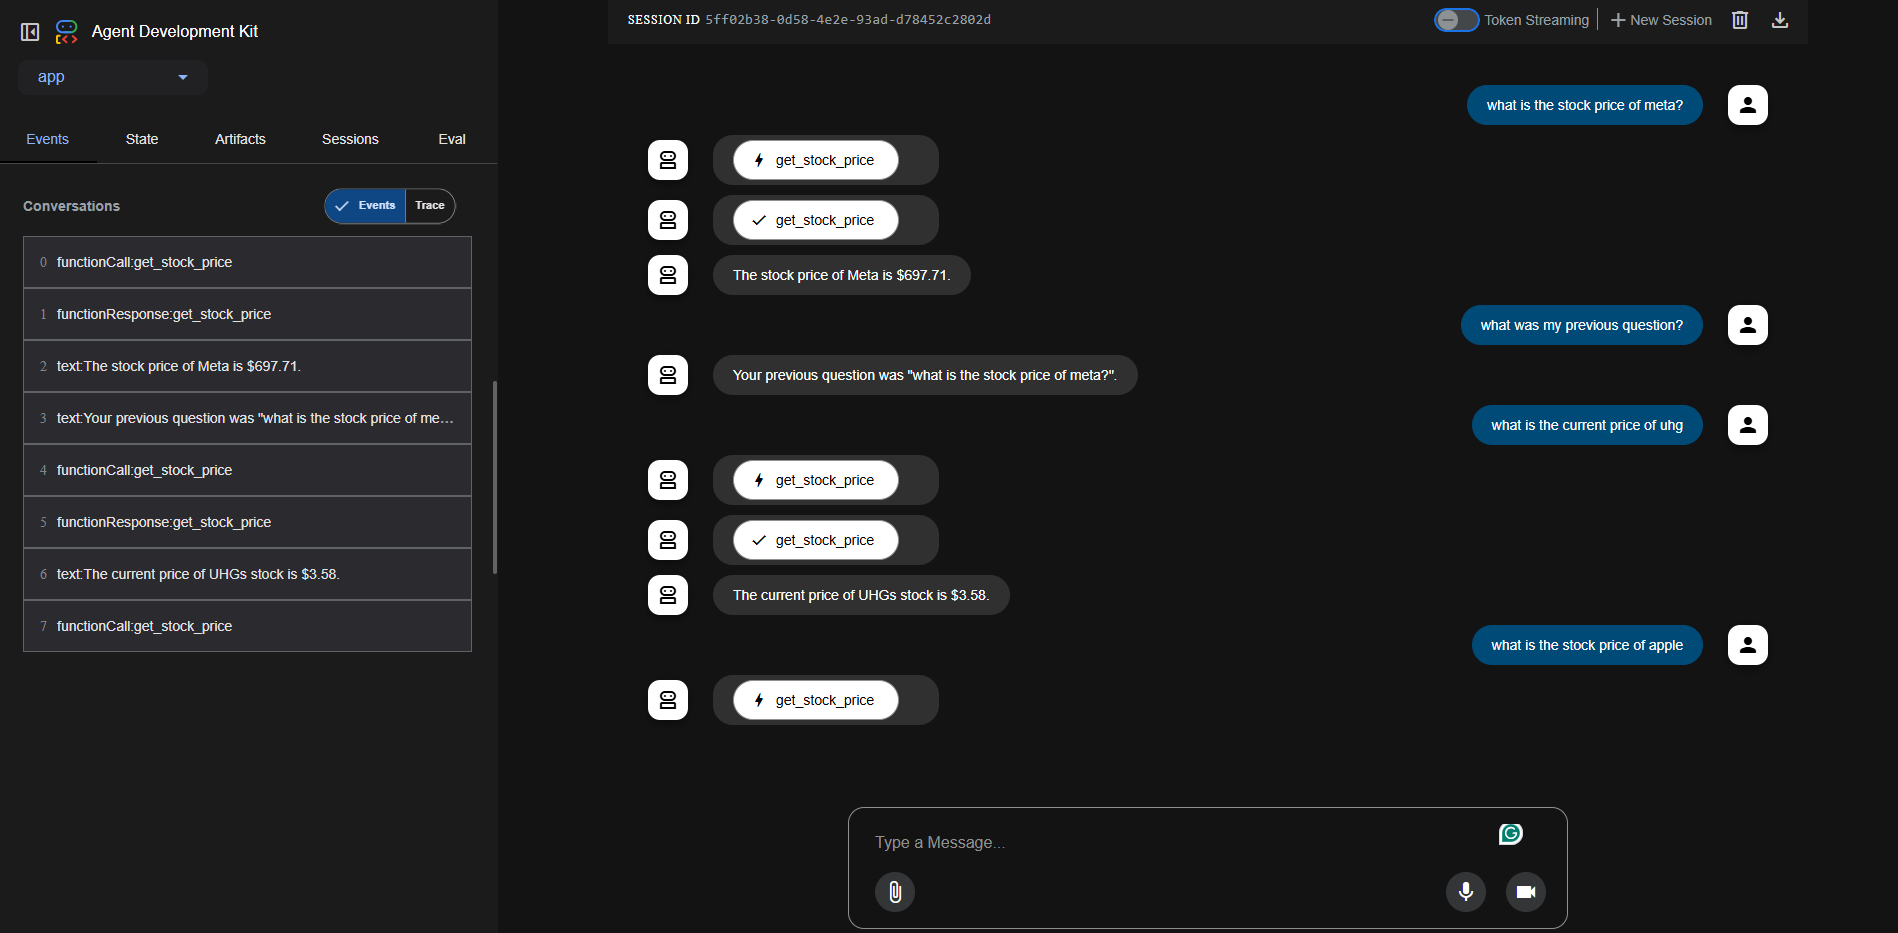 Agent Development Kit
app
Events State Artifacts Sessions Eval
Conversations
Events Trace
0 functionCall:get_stock_price
1 functionResponse:get_stock_price
2 text:The stock price of Meta is $697.71.
3 text:Your previous question was "what is the stock price of me...
4 functionCall:get_stock_price
5 functionResponse:get_stock_price
6 text:The current price of UHGs stock is $3.58.
7 functionCall:get_stock_price
SESSION ID 5ff02b38-0d58-4e2e-93ad-d78452c2802d
Token Streaming
New Session
what is the stock price of meta?
get_stock_price
get_stock_price
The stock price of Meta is $697.71.
what was my previous question?
Your previous question was "what is the stock price of meta?".
what is the current price of uhg
get_stock_price
get_stock_price
The current price of UHGs stock is $3.58.
what is the stock price of apple
get_stock_price
Type a Message...